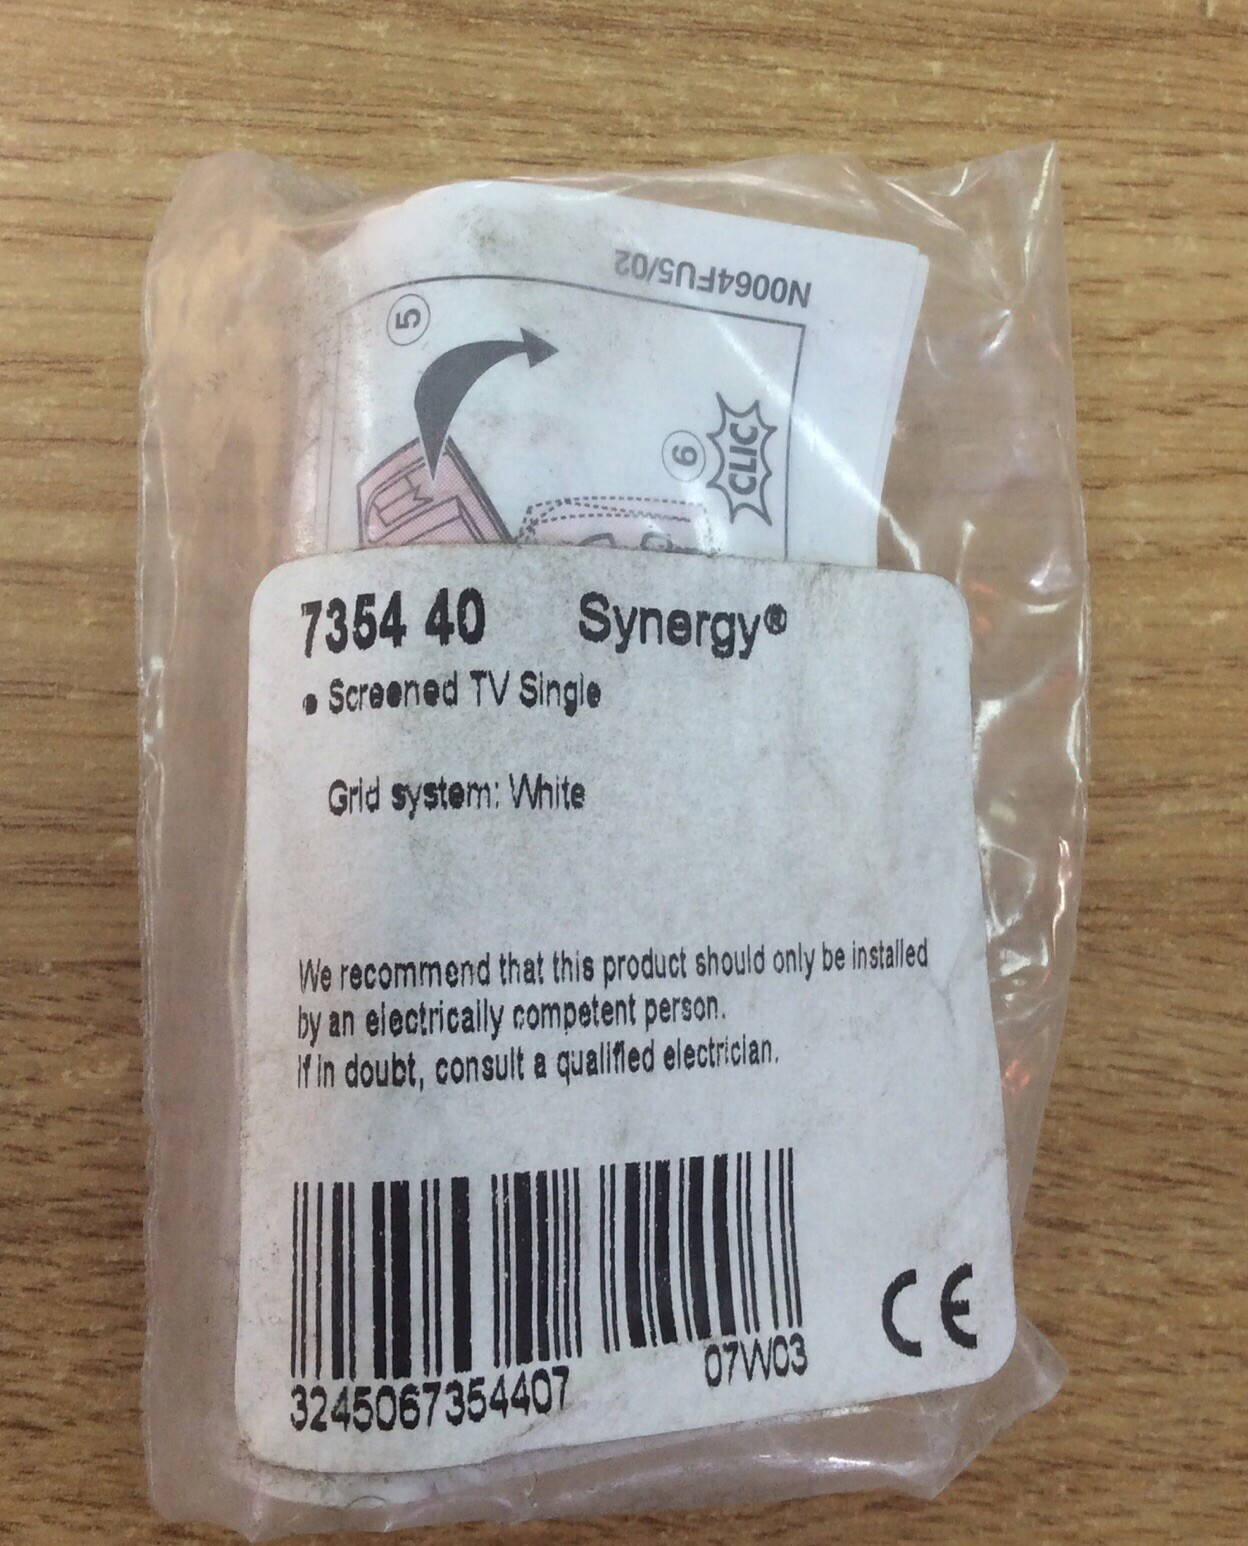 N0064FU5/02
5
6
CLIC
7354 40 Synergy®
• Screened TV Single
Grid system: White
We recommend that this product should only be installed
by an electrically competent person.
If in doubt, consult a qualified electrician.
3245067354407
07W03
CE